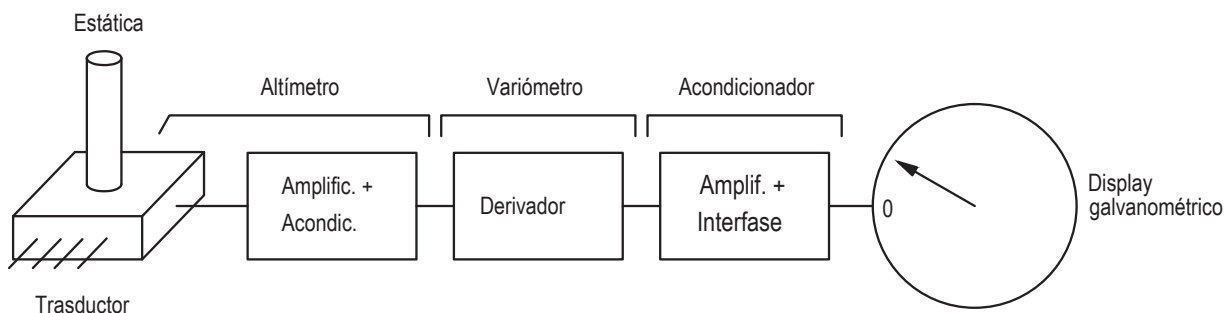 Estática
Altímetro
Variómetro
Acondicionador
Amplific. +
Acondic.
Derivador
Amplif. +
Interfase
0
Display
galvanométrico
Trasductor